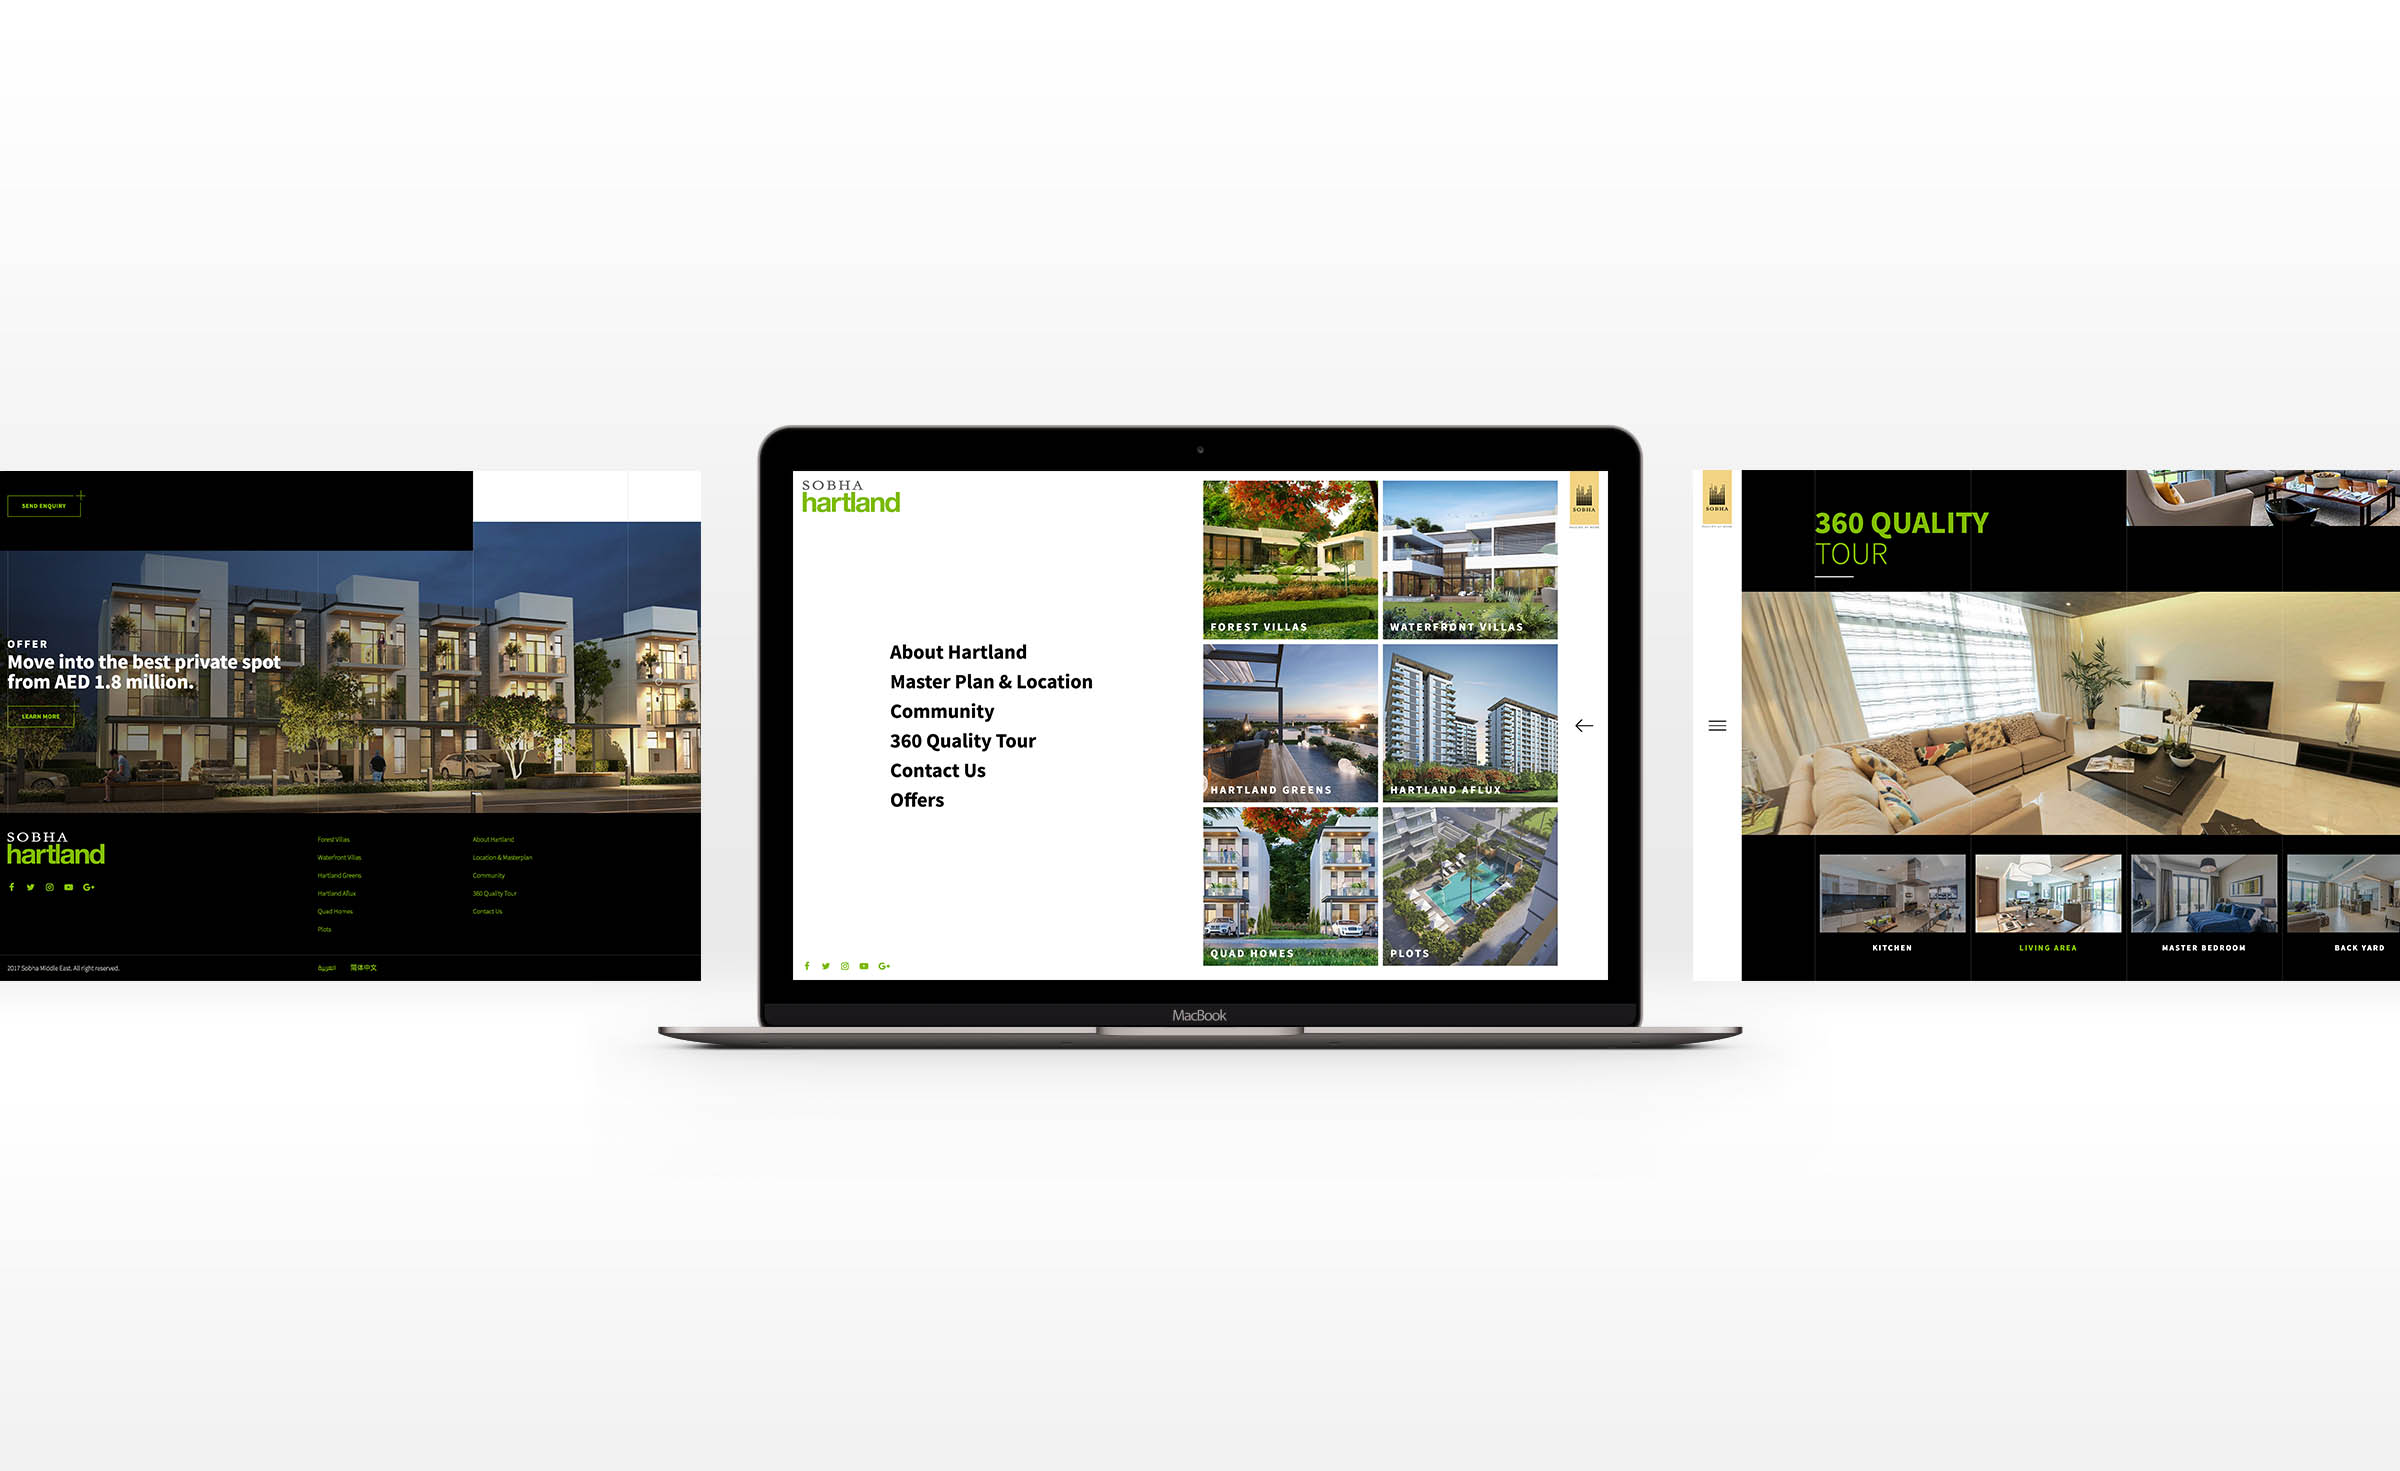 SEND ENQUIRY
OFFER
Move into the best private spot
from AED 1.8 million.
LEARN MORE
SOBHA
hartland
Forest Villas
Waterfront Villas
Hartland Greens
Hartland Aflux
Quad Homes
Plots
About Hartland
Location & Masterplan
Community
360 Quality Tour
Contact Us
2017 Sobha Middle East. All right reserved.
العربية
简体中文
SOBHA
hartland
About Hartland
Master Plan & Location
Community
360 Quality Tour
Contact Us
Offers
FOREST VILLAS
WATERFRONT VILLAS
HARTLAND GREENS
HARTLAND AFLUX
QUAD HOMES
PLOTS
SOBHA
MacBook
SOBHA
360 QUALITY
TOUR
KITCHEN
LIVING AREA
MASTER BEDROOM
BACK YARD